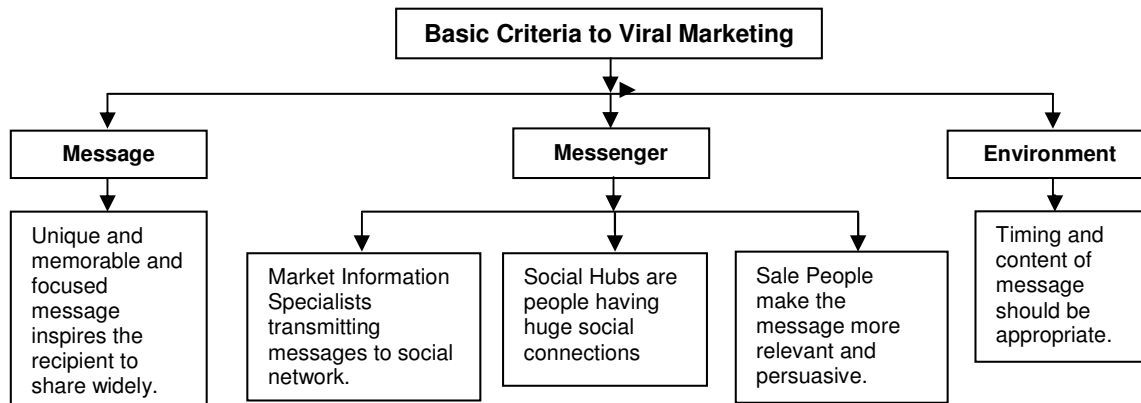 Basic Criteria to Viral Marketing
Message
Messenger
Environment
Unique and
memorable and
focused
message
inspires the
recipient to
share widely.
Market Information
Specialists
transmitting
messages to social
network.
Social Hubs are
people having
huge social
connections
Sale People
make the
message more
relevant and
persuasive.
Timing and
content of
message
should be
appropriate.